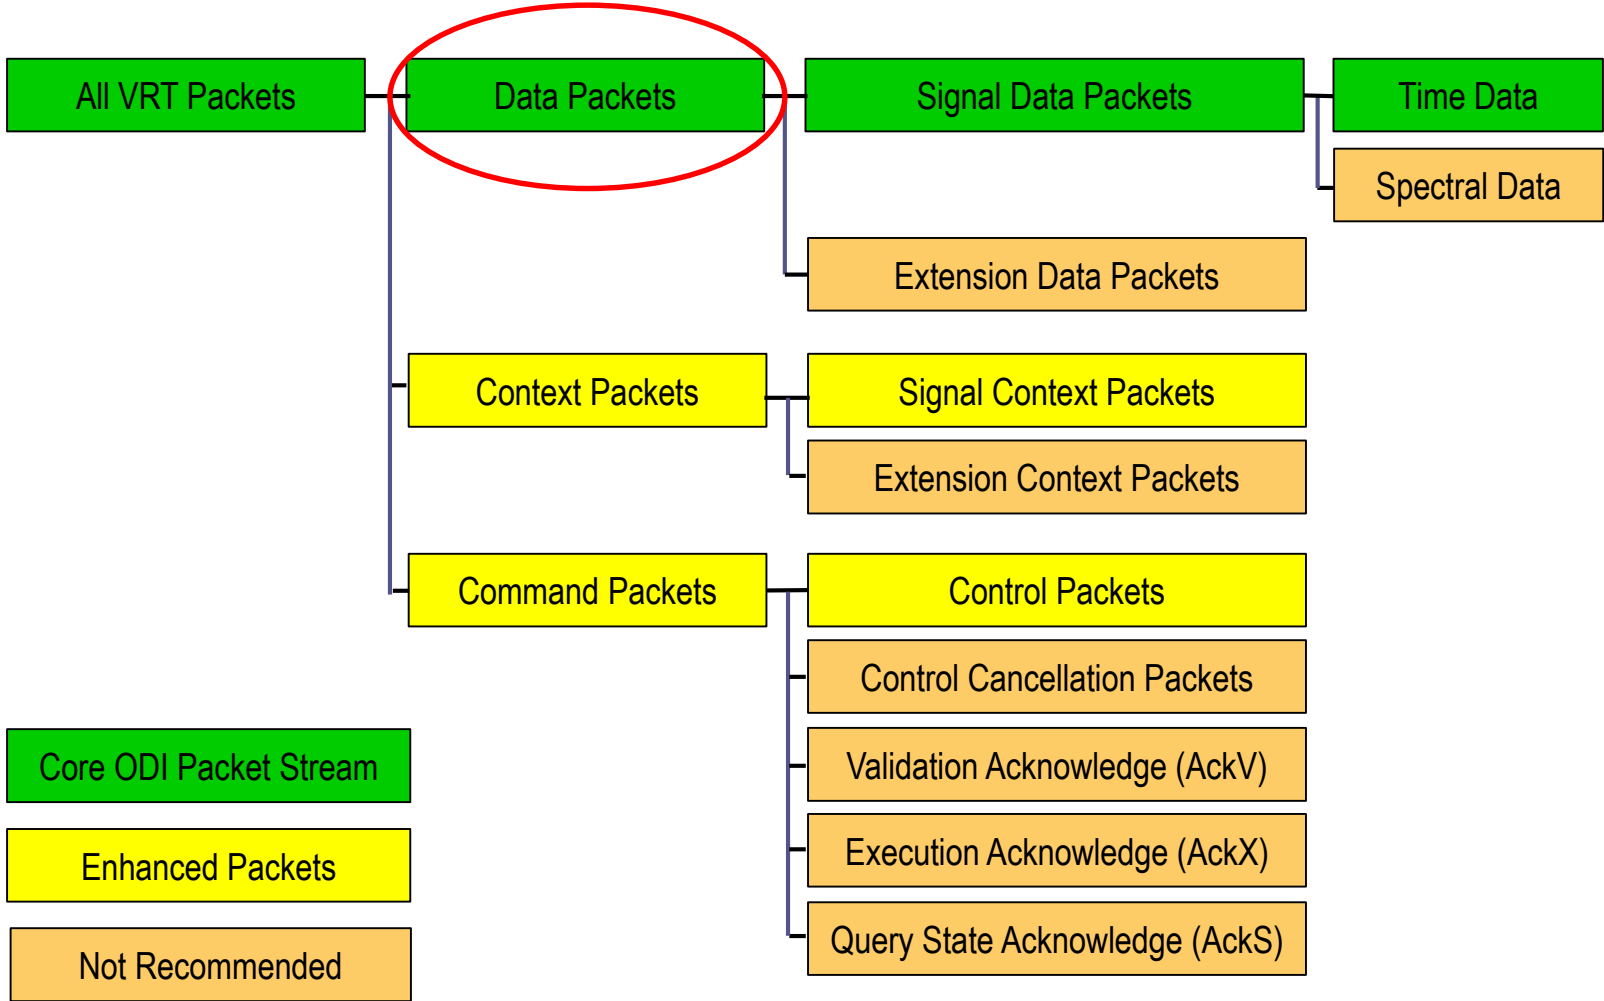 All VRT Packets
Data Packets
Signal Data Packets
Time Data
Spectral Data
Extension Data Packets
Context Packets
Signal Context Packets
Extension Context Packets
Command Packets
Control Packets
Control Cancellation Packets
Validation Acknowledge (AckV)
Execution Acknowledge (AckX)
Query State Acknowledge (AckS)
Core ODI Packet Stream
Enhanced Packets
Not Recommended